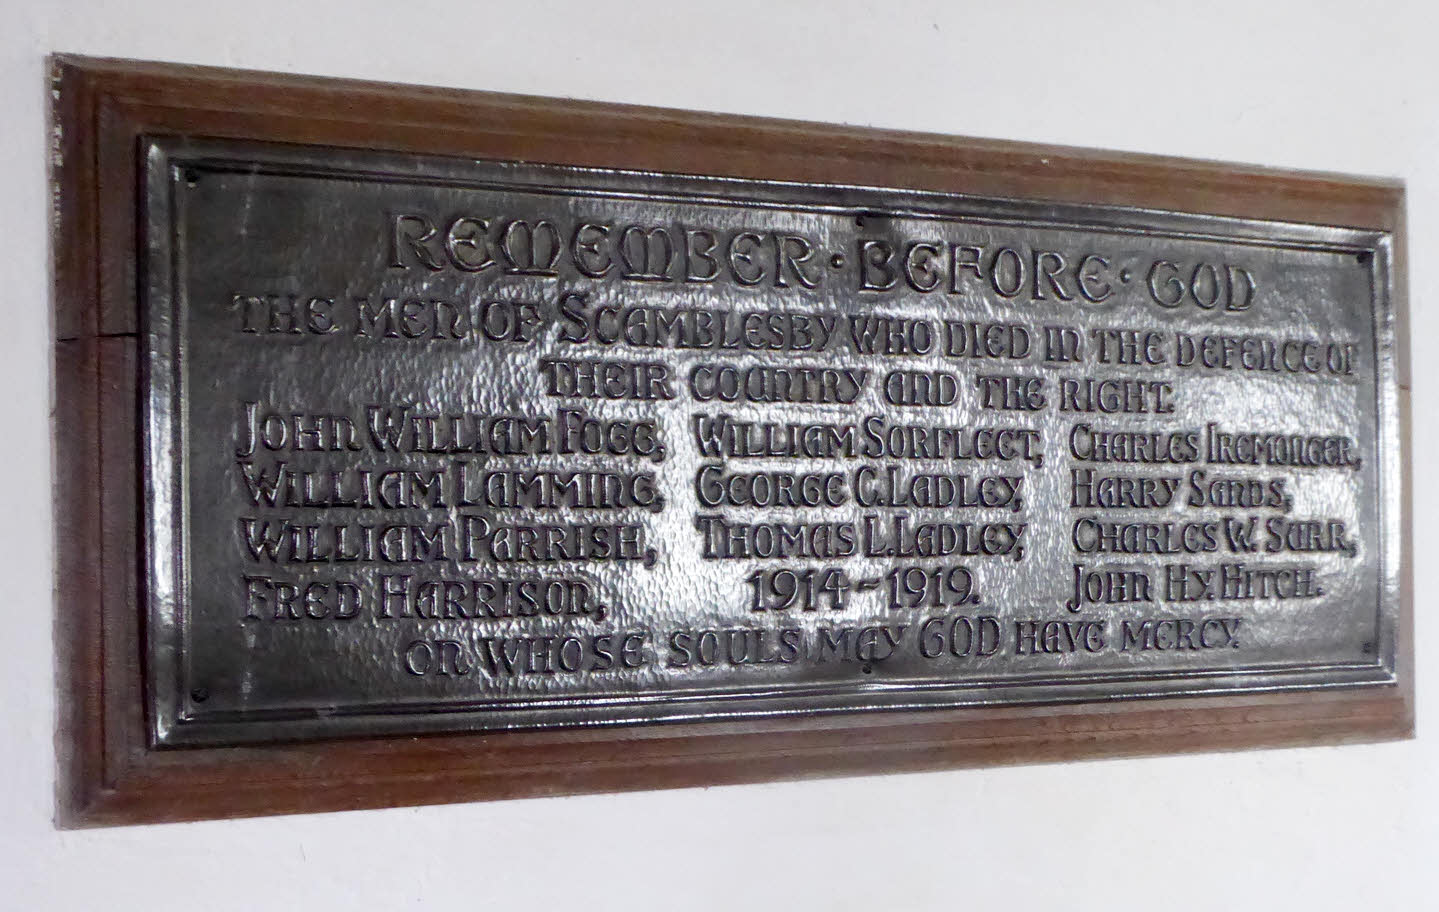 REMEMBER · BEFORE · GOD
THE MEN OF SCAMBLESBY WHO DIED IN THE DEFENCE OF
THEIR COUNTRY AND THE RIGHT.
JOHN WILLIAM FOGG, WILLIAM SORFLEET, CHARLES IREMONGER,
WILLIAM LAMMING, GEORGE C. LADLEY, HARRY SANDS,
WILLIAM PARRISH, THOMAS L. LADLEY, CHARLES W. SURR,
FRED HARRISON, 1914-1919. JOHN HY. HITCH.
ON WHOSE SOULS MAY GOD HAVE MERCY.